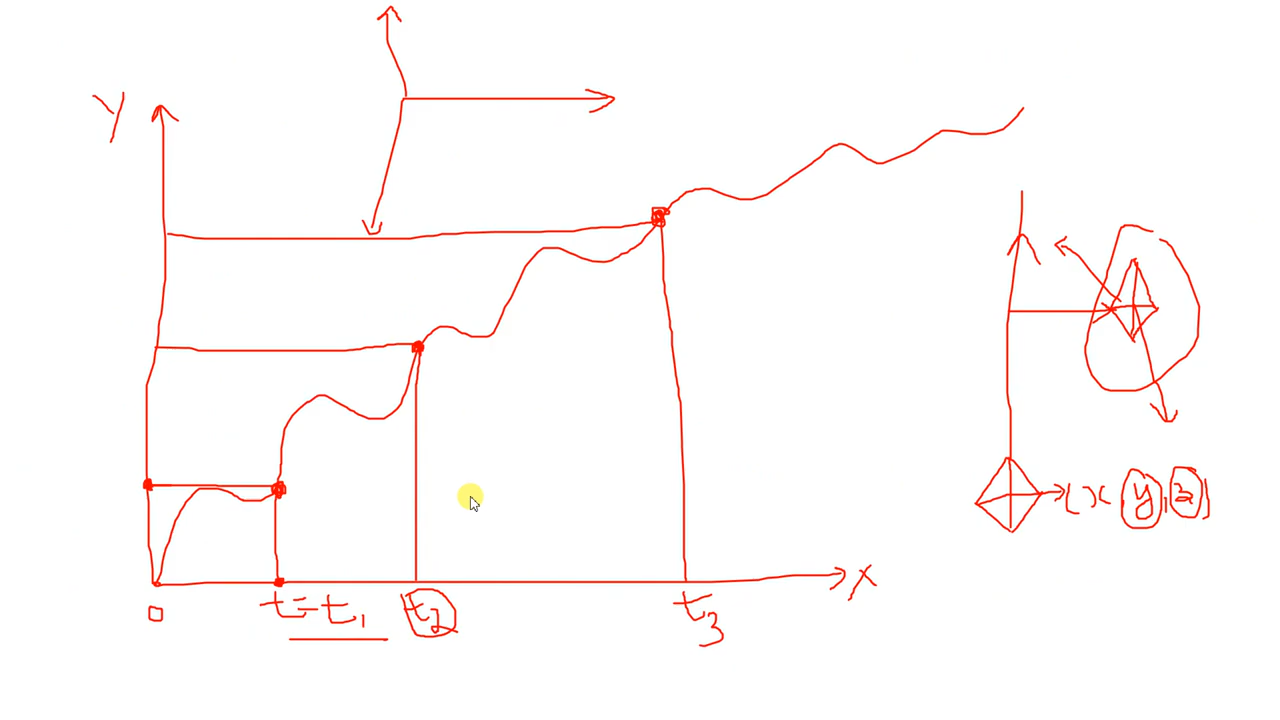 Y
(x y, z)
X
0
t = t₁
t₂
t₃